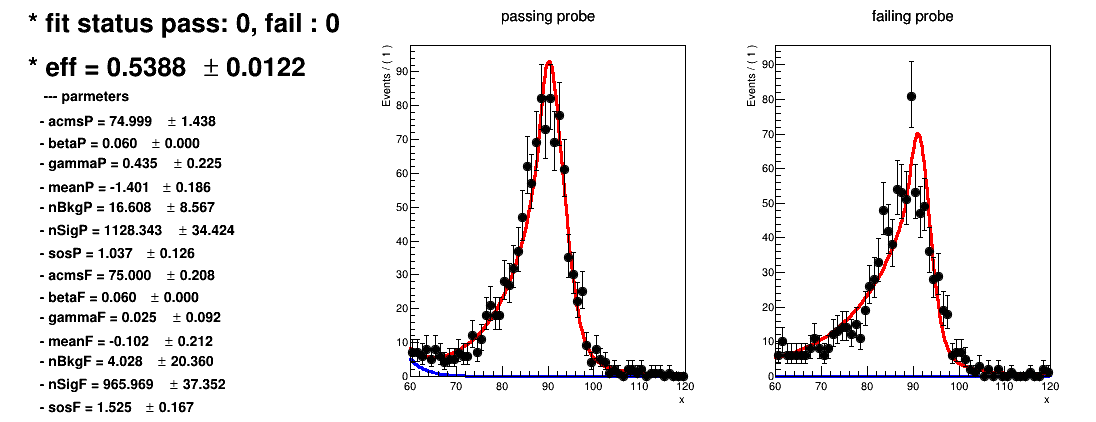 * fit status pass: 0, fail : 0
* eff = 0.5388 ± 0.0122
--- parmeters
- acmsP = 74.999 ± 1.438
- betaP = 0.060 ± 0.000
- gammaP = 0.435 ± 0.225
- meanP = -1.401 ± 0.186
- nBkgP = 16.608 ± 8.567
- nSigP = 1128.343 ± 34.424
- sosP = 1.037 ± 0.126
- acmsF = 75.000 ± 0.208
- betaF = 0.060 ± 0.000
- gammaF = 0.025 ± 0.092
- meanF = -0.102 ± 0.212
- nBkgF = 4.028 ± 20.360
- nSigF = 965.969 ± 37.352
- sosF = 1.525 ± 0.167
passing probe
Events / ( 1 )
90
80
70
60
50
40
30
20
10
0
60 70 80 90 100 110 120
x
failing probe
Events / ( 1 )
90
80
70
60
50
40
30
20
10
0
60 70 80 90 100 110 120
x